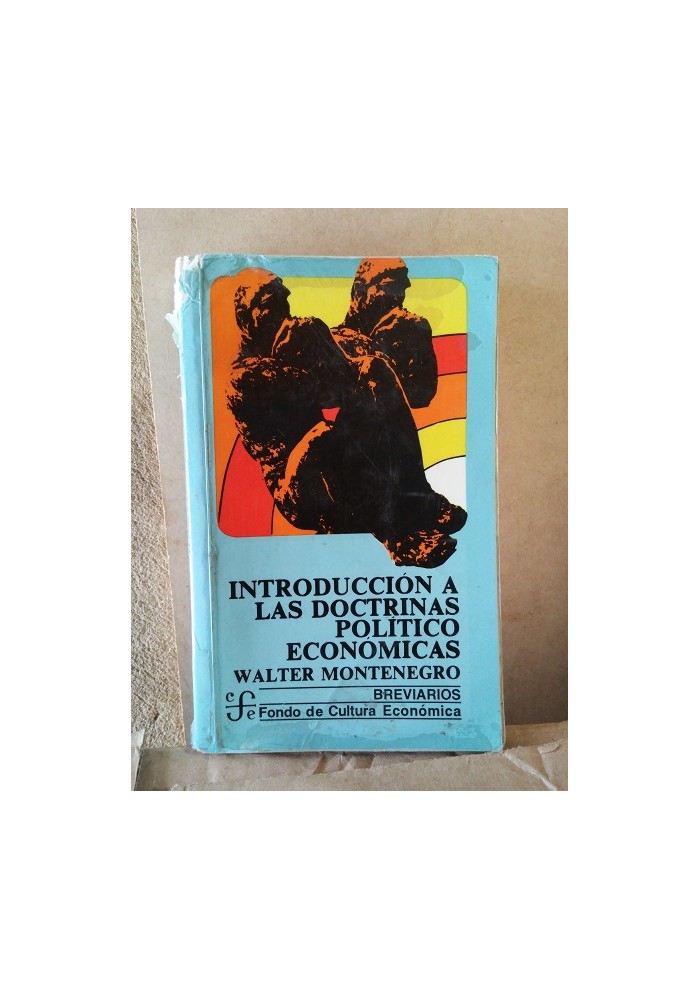 INTRODUCCIÓN A
LAS DOCTRINAS
POLÍTICO
ECONÓMICAS
WALTER MONTENEGRO
BREVIARIOS
cfe Fondo de Cultura Económica